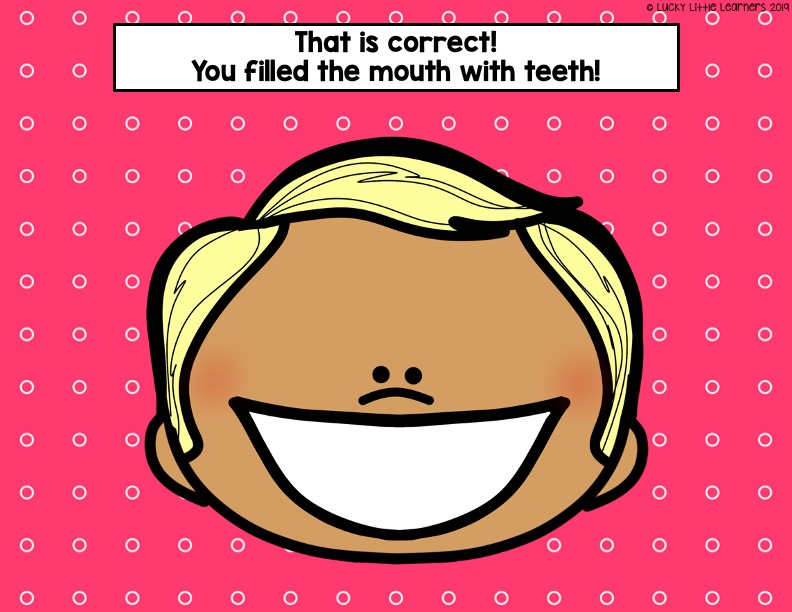 © Lucky Little Learners 2019
That is correct!
You filled the mouth with teeth!